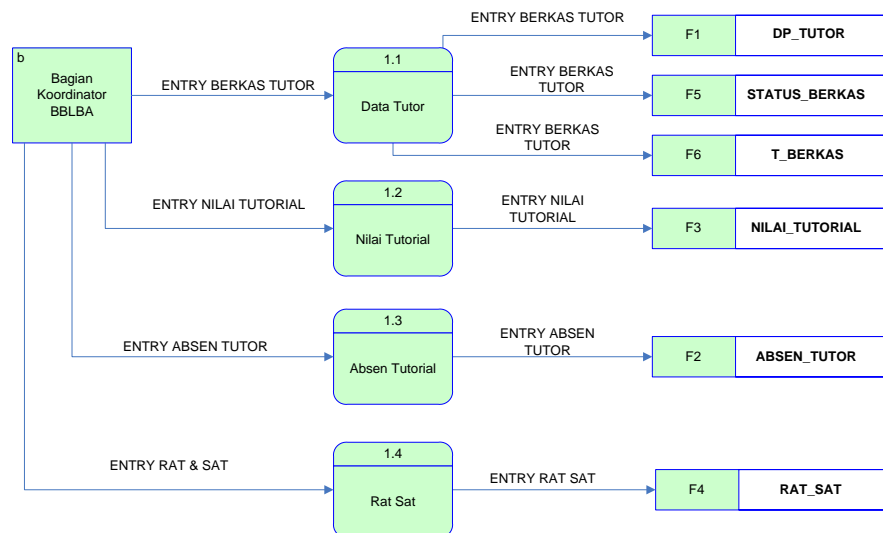 b
Bagian
Koordinator
BBLBA
ENTRY BERKAS TUTOR
1.1
Data Tutor
ENTRY BERKAS TUTOR
F1
DP_TUTOR
ENTRY BERKAS
TUTOR
F5
STATUS_BERKAS
ENTRY BERKAS
TUTOR
F6
T_BERKAS
ENTRY NILAI TUTORIAL
1.2
Nilai Tutorial
ENTRY NILAI
TUTORIAL
F3
NILAI_TUTORIAL
ENTRY ABSEN TUTOR
1.3
Absen Tutorial
ENTRY ABSEN
TUTOR
F2
ABSEN_TUTOR
ENTRY RAT & SAT
1.4
Rat Sat
ENTRY RAT SAT
F4
RAT_SAT